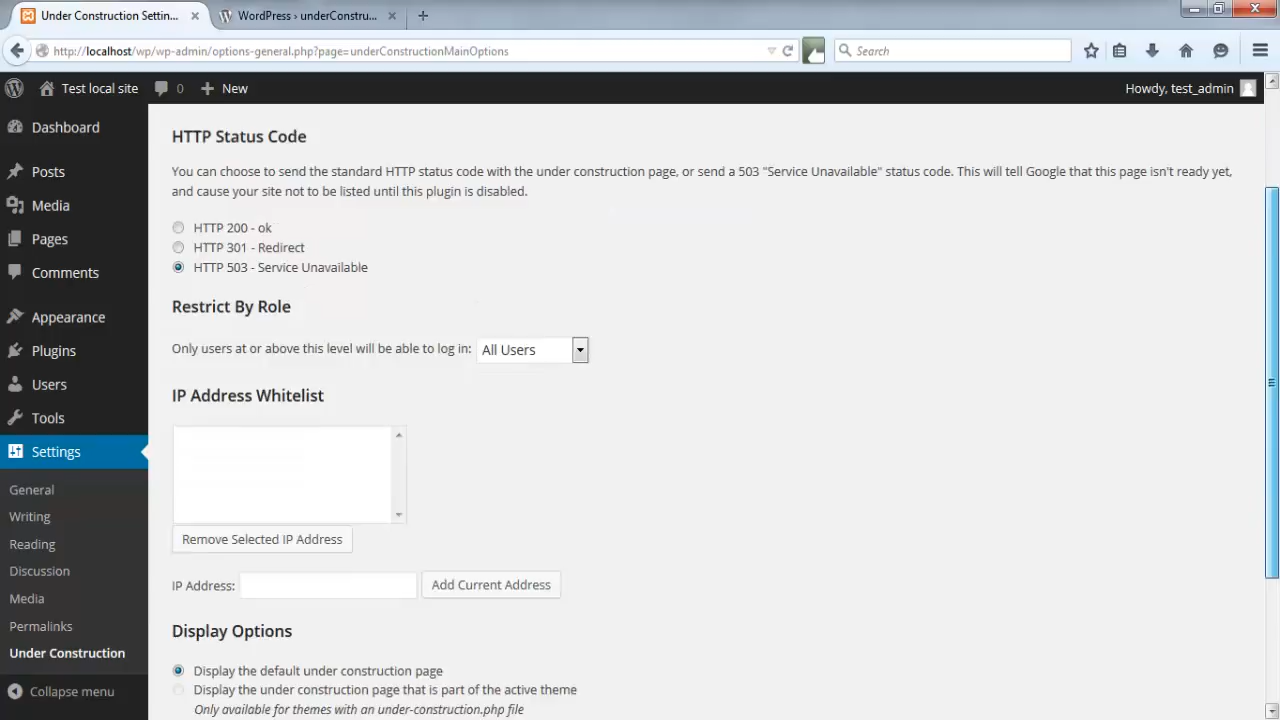 Under Construction Settin...
WordPress › underConstru...
http://localhost/wp/wp-admin/options-general.php?page=underConstructionMainOptions
Search
Test local site
0
New
Howdy, test_admin
Dashboard
Posts
Media
Pages
Comments
Appearance
Plugins
Users
Tools
Settings
General
Writing
Reading
Discussion
Media
Permalinks
Under Construction
Collapse menu
HTTP Status Code
You can choose to send the standard HTTP status code with the under construction page, or send a 503 "Service Unavailable" status code. This will tell Google that this page isn't ready yet,
and cause your site not to be listed until this plugin is disabled.
HTTP 200 - ok
HTTP 301 - Redirect
HTTP 503 - Service Unavailable
Restrict By Role
Only users at or above this level will be able to log in: All Users
IP Address Whitelist
Remove Selected IP Address
IP Address: Add Current Address
Display Options
Display the default under construction page
Display the under construction page that is part of the active theme
Only available for themes with an under-construction.php file